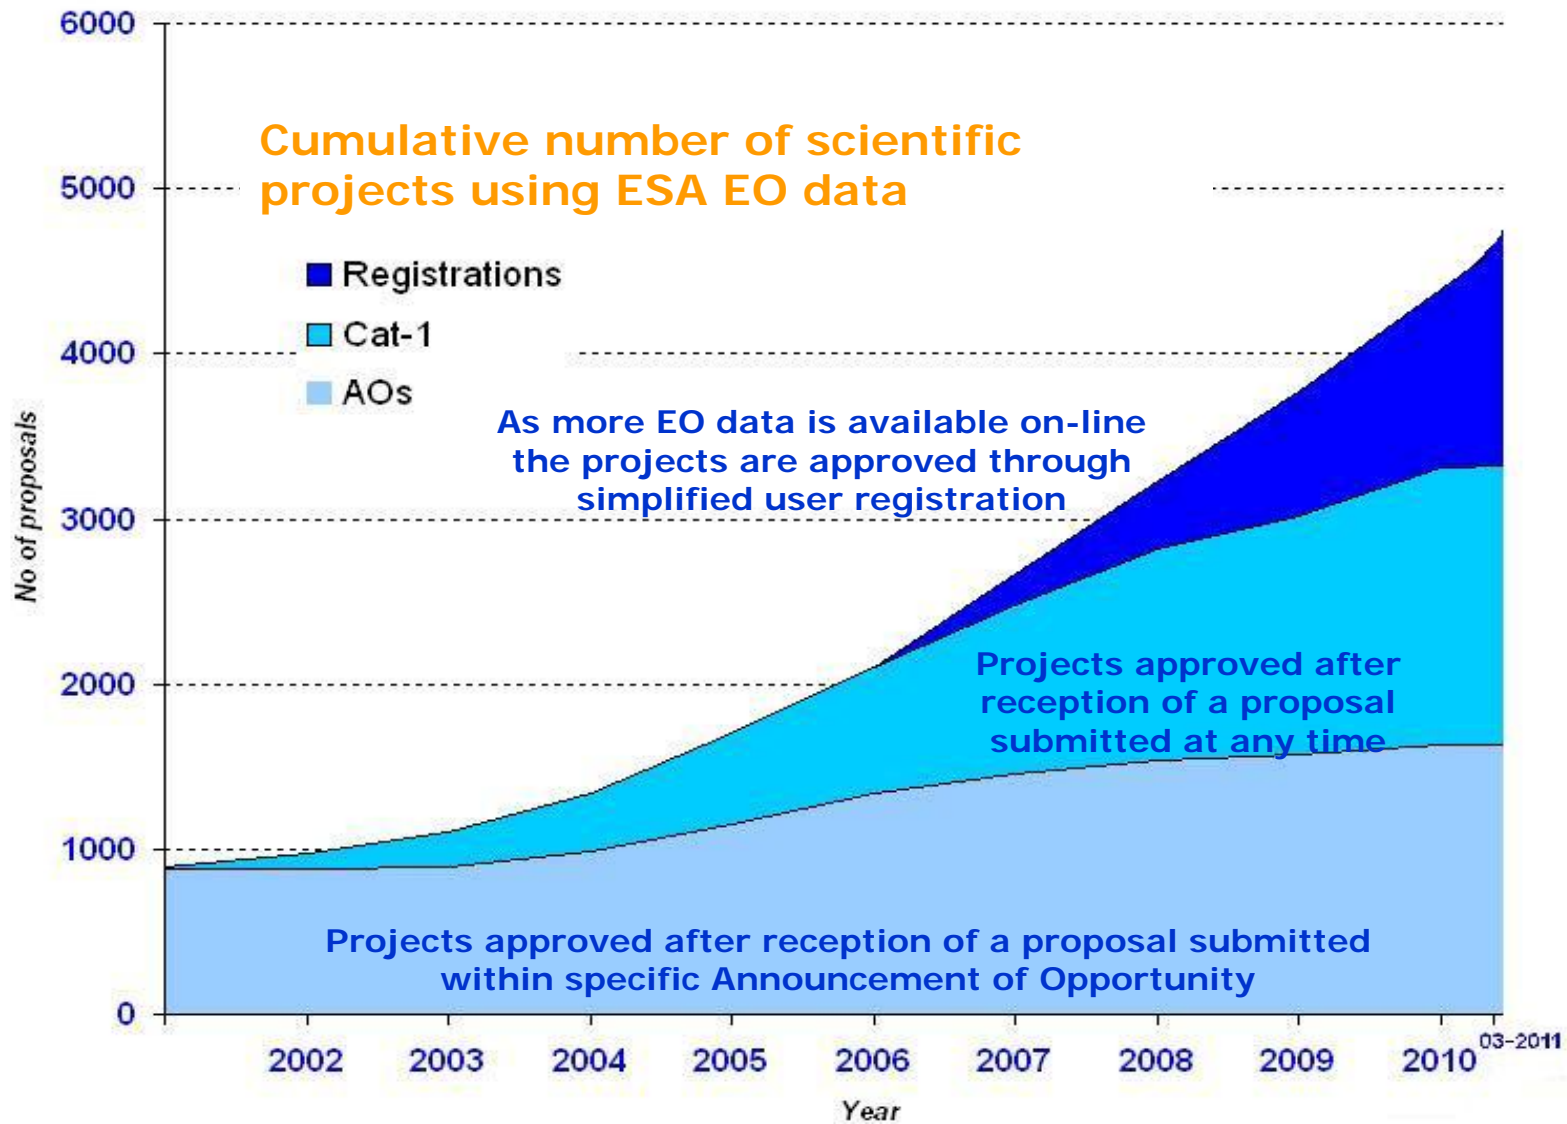 6000
Cumulative number of scientific
projects using ESA EO data
5000
Registrations
Cat-1
AOs
4000
As more EO data is available on-line
the projects are approved through
simplified user registration
3000
No of proposals
Projects approved after
reception of a proposal
submitted at any time
2000
1000
Projects approved after reception of a proposal submitted
within specific Announcement of Opportunity
0
2002 2003 2004 2005 2006 2007 2008 2009 2010 03-2011
Year